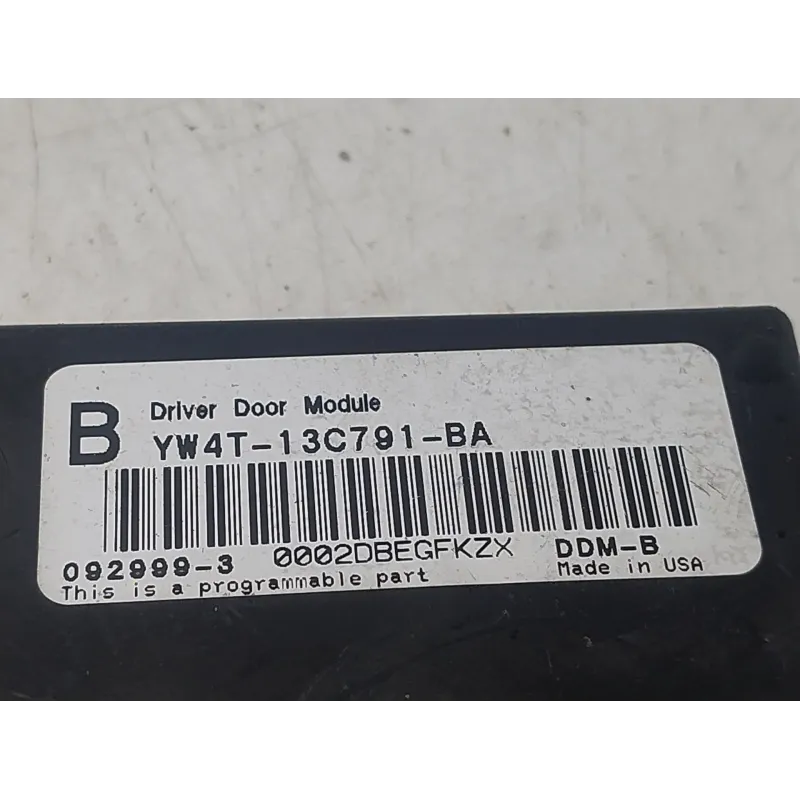 B Driver Door Module
YW4T-13C791-BA
092999-3 0002DBEGFKZX DDM-B
This is a programmable part Made in USA